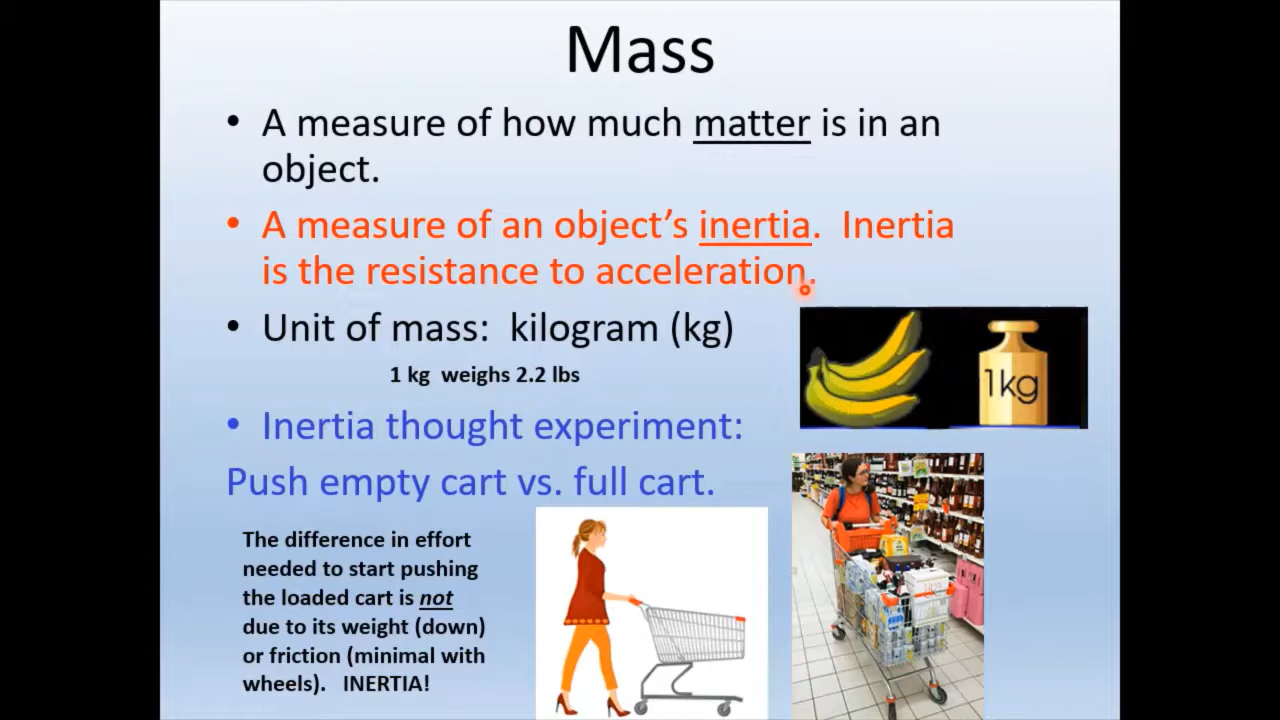 Mass
• A measure of how much matter is in an
object.
• A measure of an object's inertia.  Inertia
is the resistance to acceleration.
• Unit of mass:  kilogram (kg)
1 kg  weighs 2.2 lbs
1kg
• Inertia thought experiment:
Push empty cart vs. full cart.
The difference in effort
needed to start pushing
the loaded cart is not
due to its weight (down)
or friction (minimal with
wheels).   INERTIA!